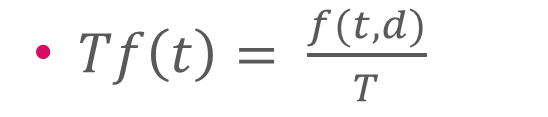 • Tf(t) = f(t,d) / T